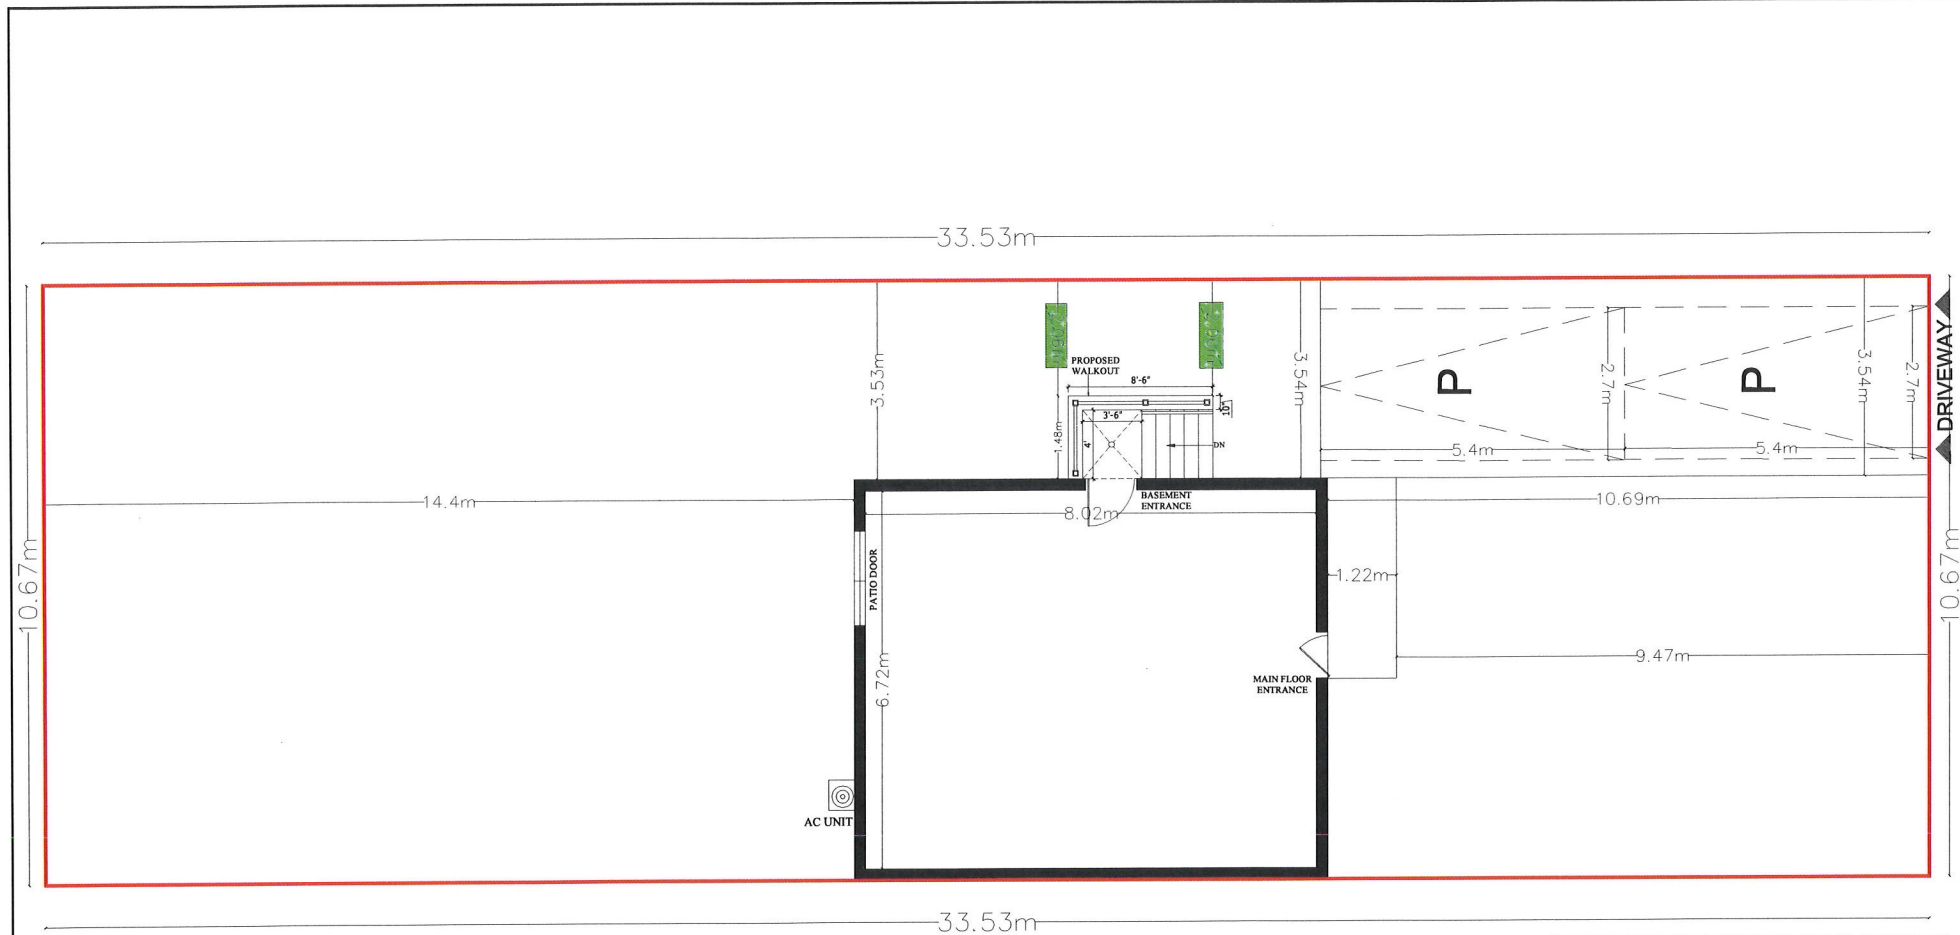 33.53m
3.53m
3.54m
2.7m
3.54m
2.7m
DRIVEWAY
P
P
PROPOSED
WALKOUT
8'-6"
10"
3'-6"
4'
1.48m
DN
5.4m
5.4m
14.4m
BASEMENT
ENTRANCE
8.02m
10.69m
10.67m
PATIO DOOR
1.22m
10.67m
6.72m
9.47m
MAIN FLOOR
ENTRANCE
AC UNIT
33.53m